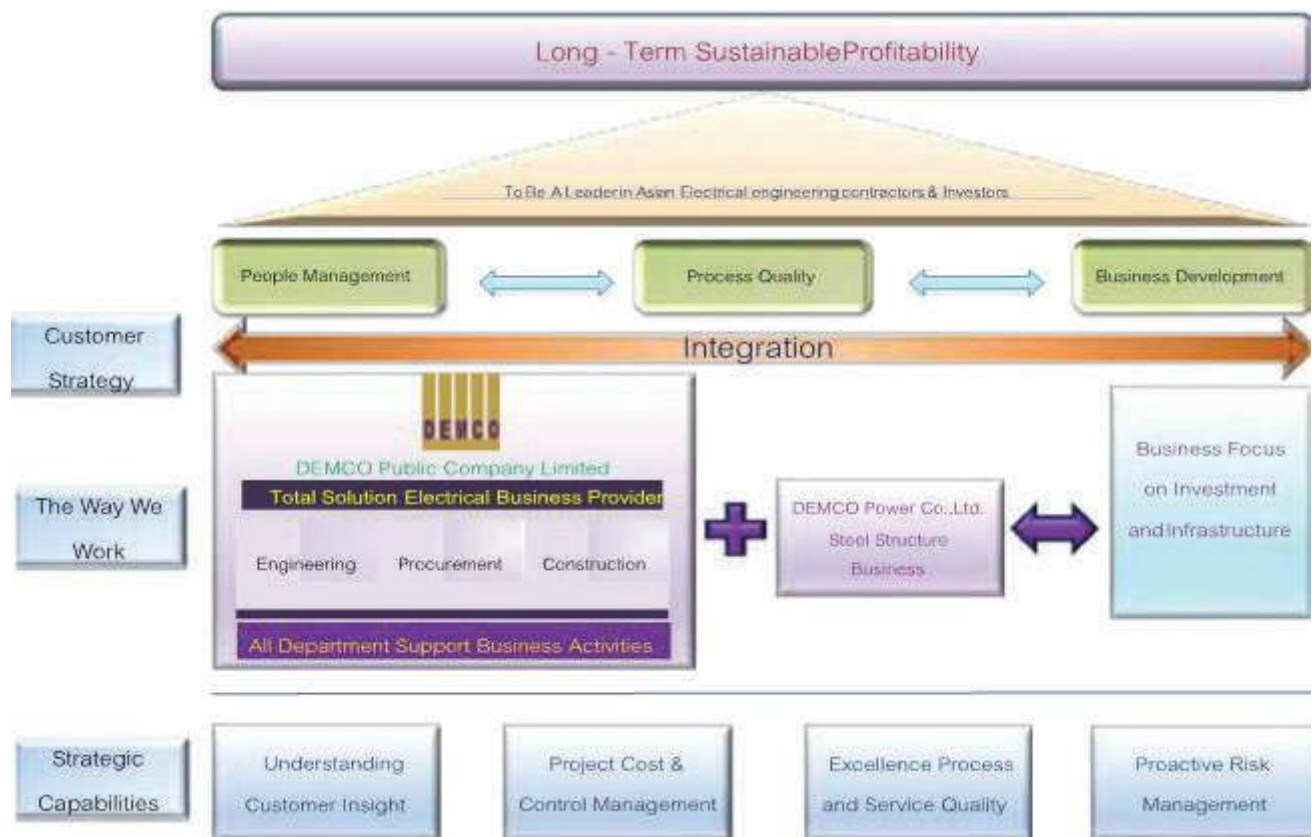 Long - Term SustainableProfitability
To Be A Leader in Asian Electrical engineering contractors & Investors
People Management
Process Quality
Business Development
Customer
Strategy
Integration
DEMCO
DEMCO Public Company Limited
Total Solution Electrical Business Provider
Engineering
Procurement
Construction
All Department Support Business Activities
The Way We
Work
DEMCO Power Co.,Ltd.
Steel Structure
Business
Business Focus
on Investment
and Infrastructure
Strategic
Capabilities
Understanding
Customer Insight
Project Cost &
Control Management
Excellence Process
and Service Quality
Proactive Risk
Management